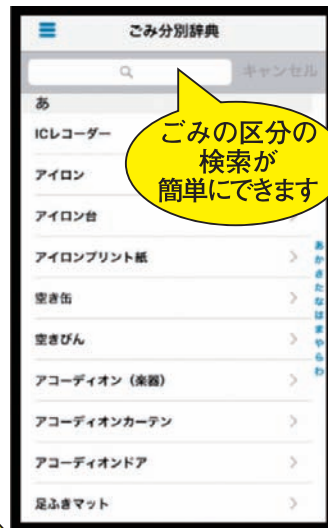 ごみ分別辞典
キャンセル
あ
ICレコーダー
ごみの区分の
検索が
簡単にできます
アイロン
アイロン台
アイロンプリント紙
空き缶
空きびん
アコーディオン（楽器）
アコーディオンカーテン
アコーディオンドア
足ふきマット
あ
か
さ
た
な
は
ま
や
ら
わ